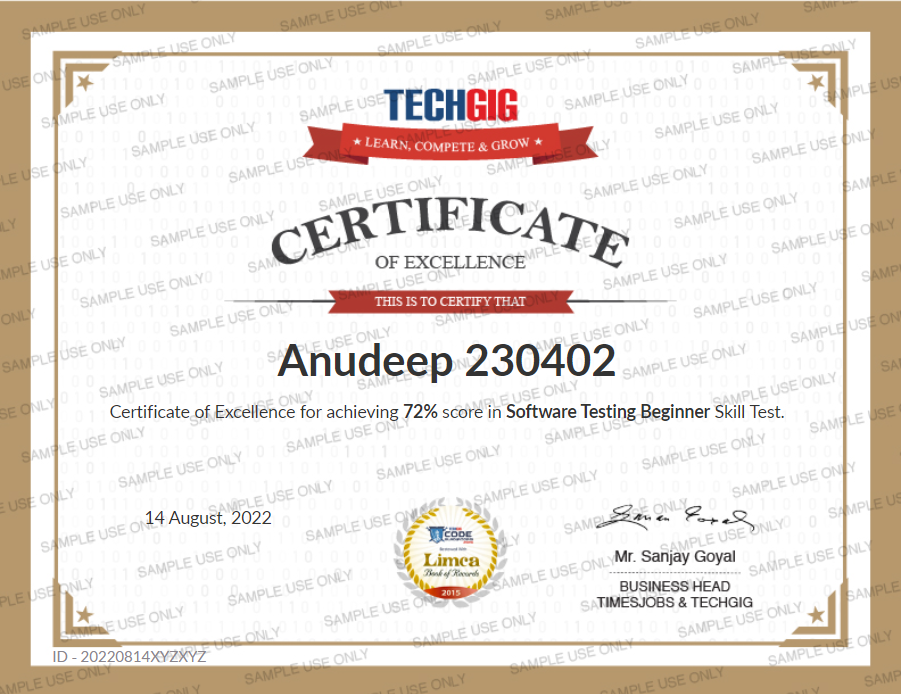 TECHGIG
★ LEARN, COMPETE & GROW ★
CERTIFICATE
OF EXCELLENCE
THIS IS TO CERTIFY THAT
Anudeep 230402
Certificate of Excellence for achieving 72% score in Software Testing Beginner Skill Test.
14 August, 2022
CODE
Limca
Book of Records
2015
Mr. Sanjay Goyal
BUSINESS HEAD
TIMESJOBS & TECHGIG
ID - 20220814XYZXYZ
SAMPLE USE ONLY